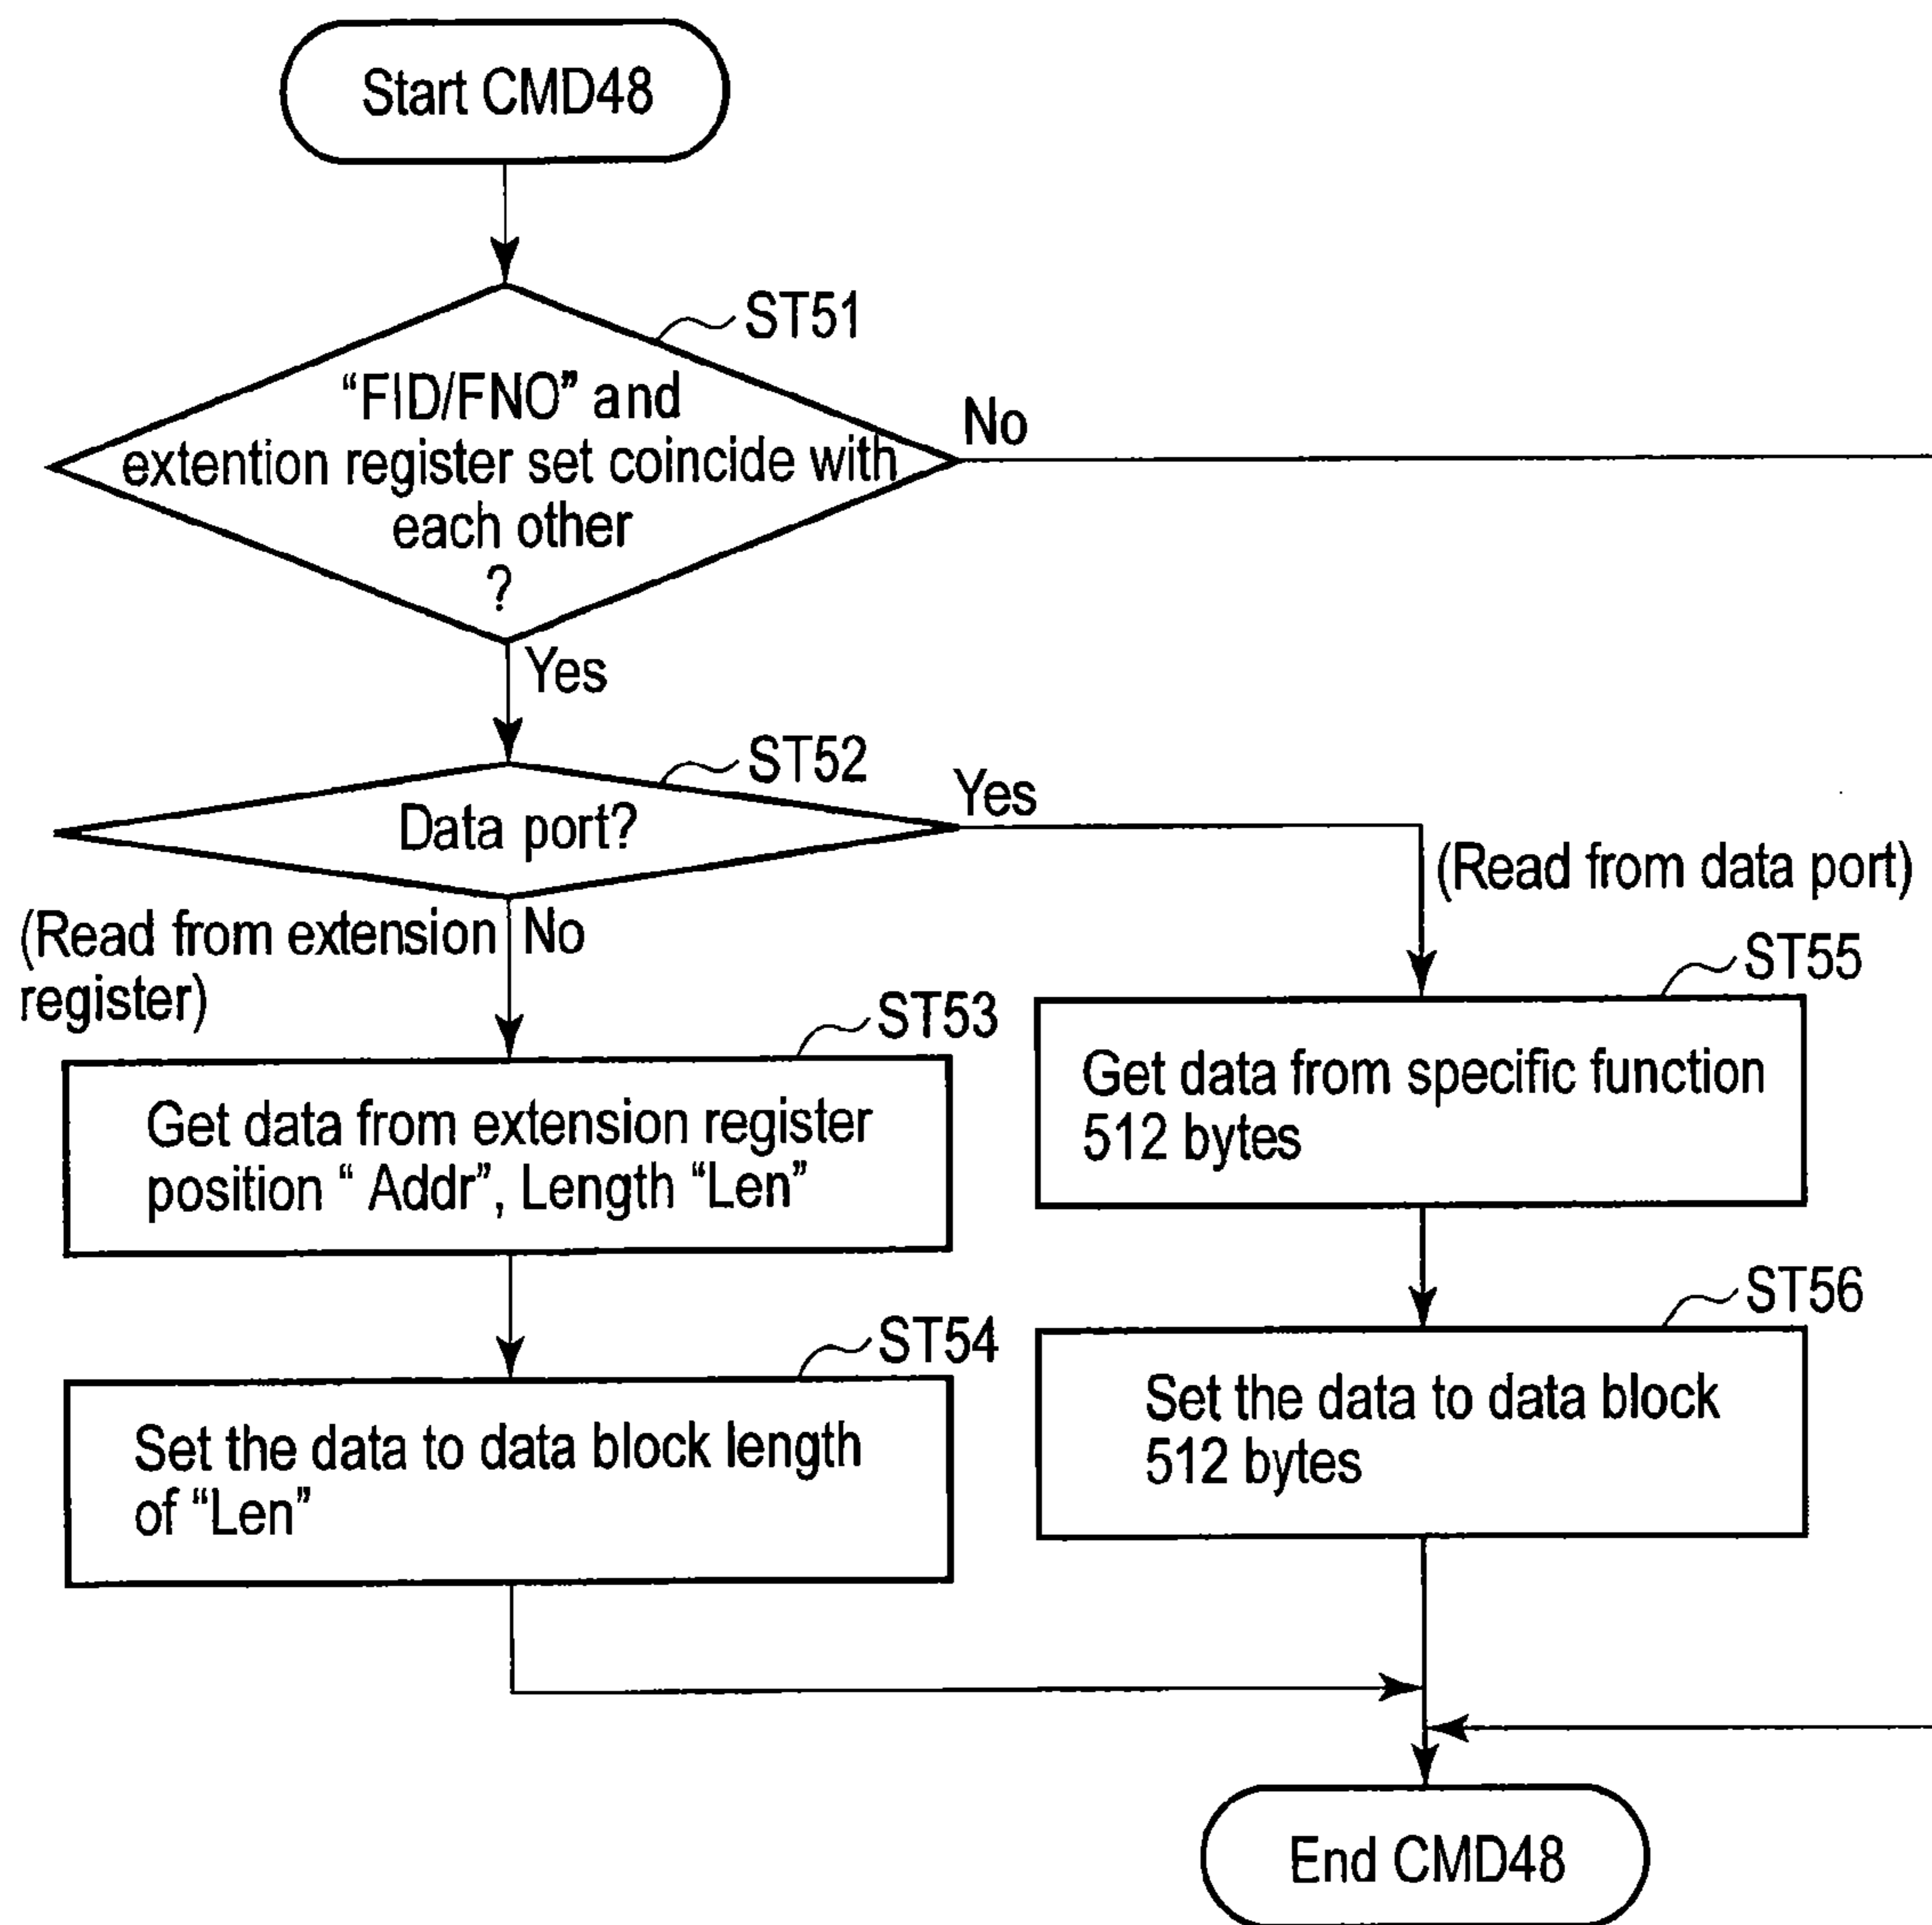 Start CMD48
ST51
“FID/FNO” and
extention register set coincide with
each other
?
No
Yes
ST52
Data port?
Yes
(Read from data port)
(Read from extension
register)
No
ST53
Get data from extension register
position “ Addr”, Length “Len”
ST54
Set the data to data block length
of “Len”
ST55
Get data from specific function
512 bytes
ST56
Set the data to data block
512 bytes
End CMD48